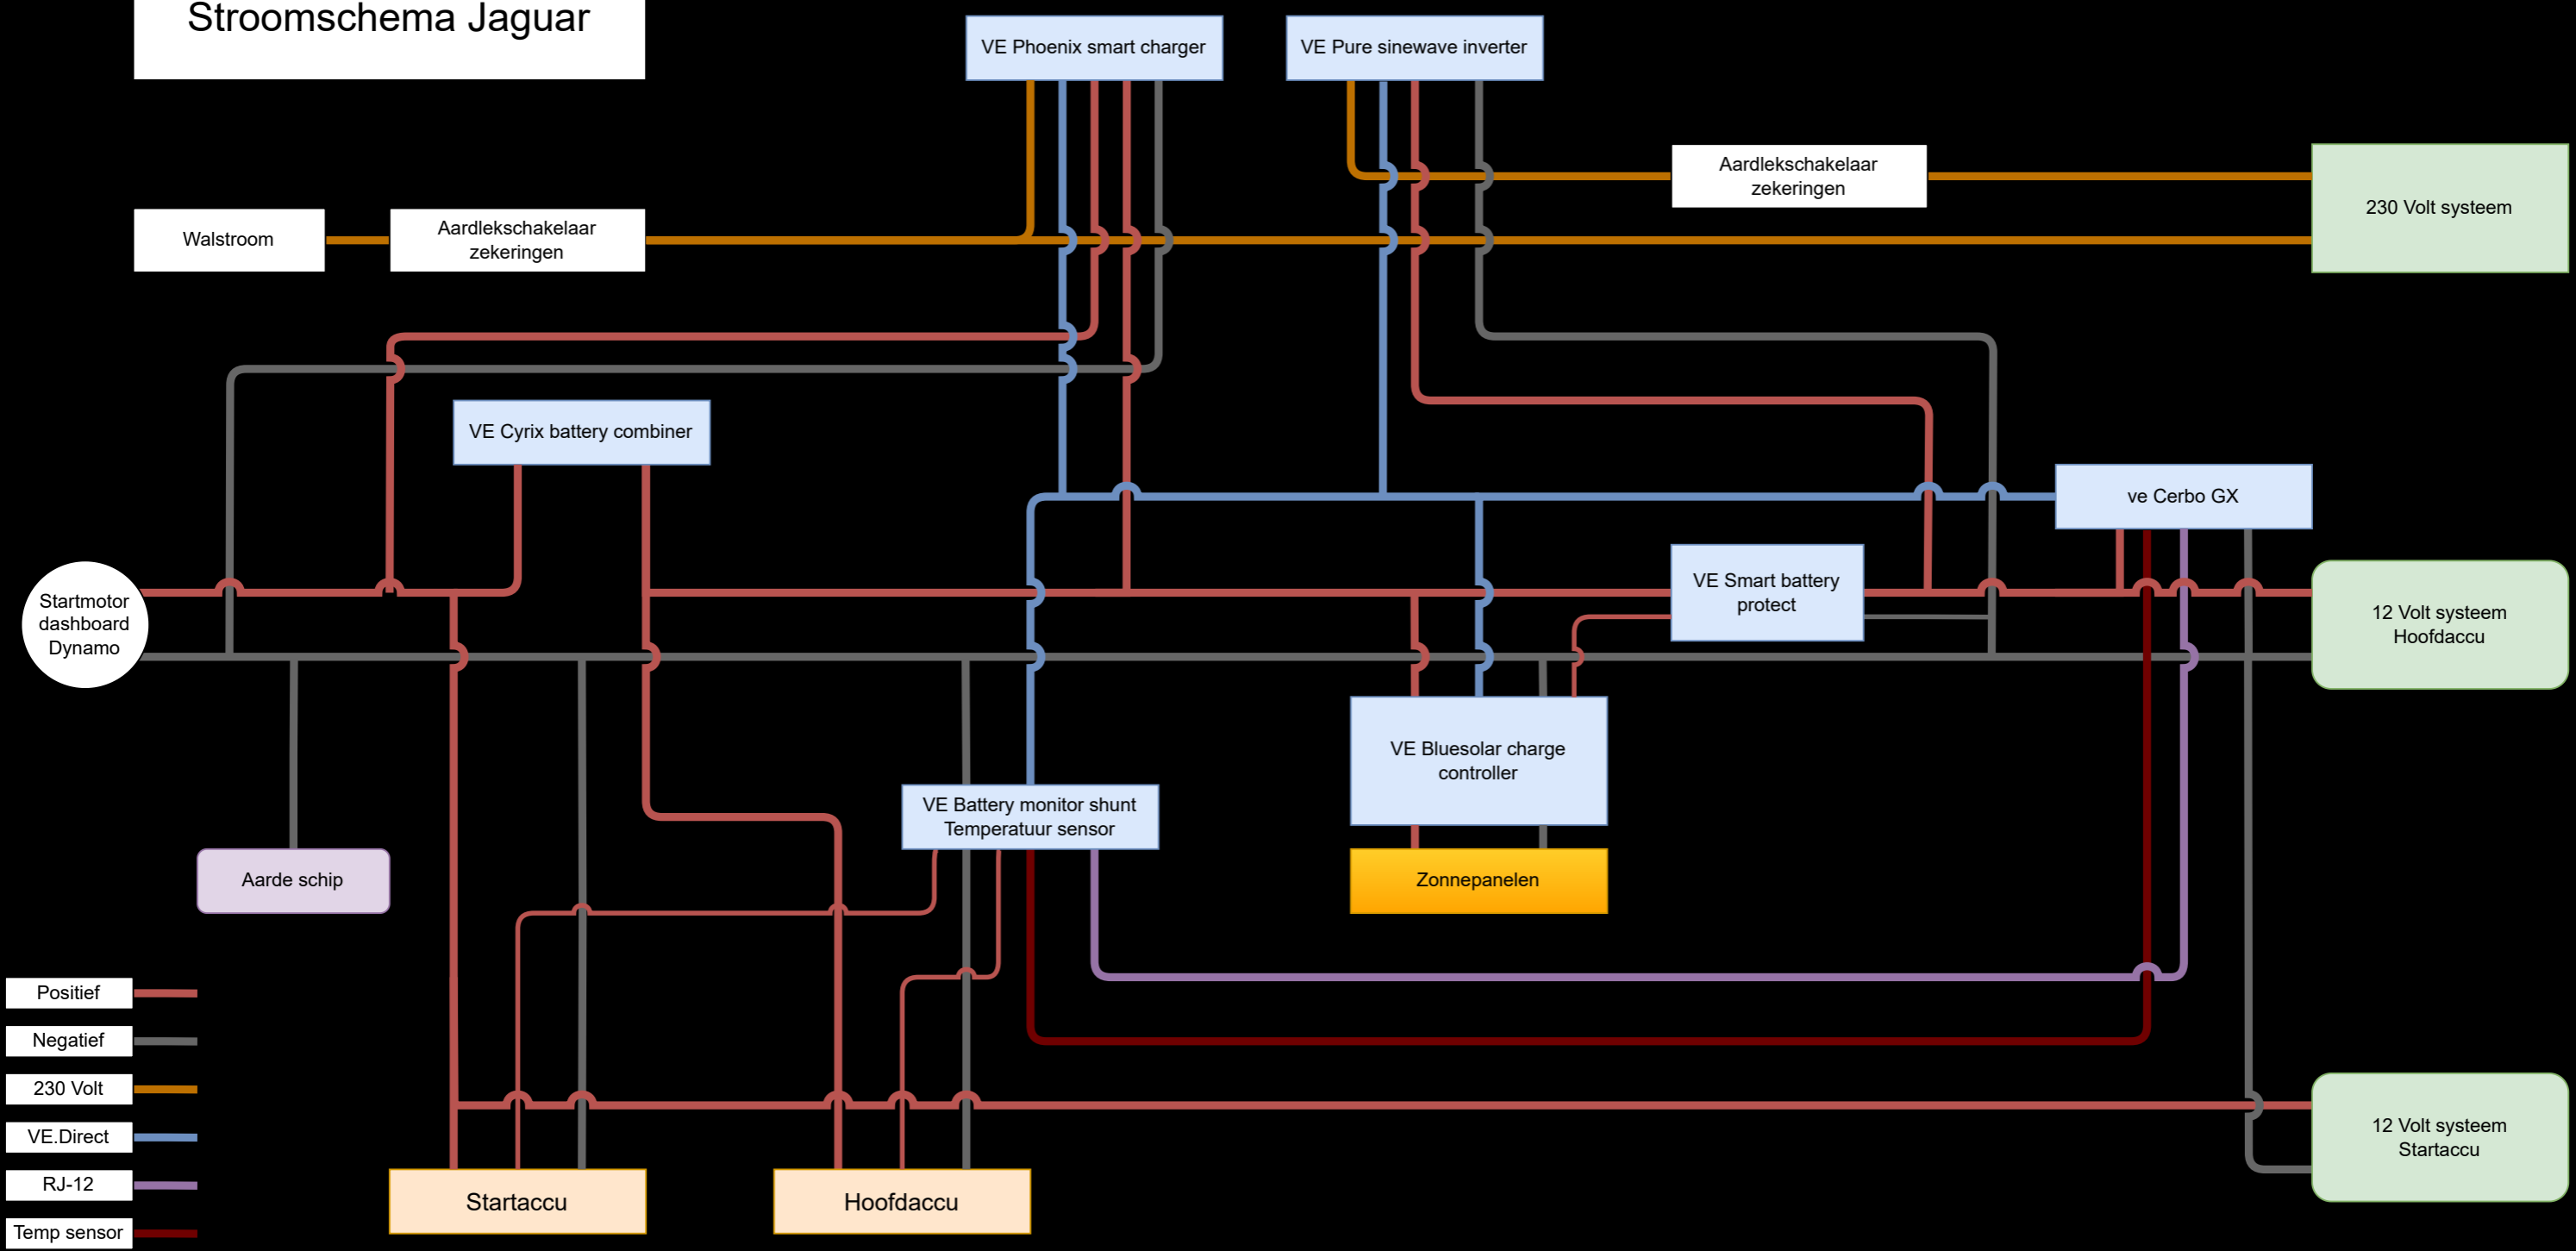 Stroomschema Jaguar
VE Phoenix smart charger
VE Pure sinewave inverter
Aardlekschakelaar
zekeringen
230 Volt systeem
Walstroom
Aardlekschakelaar
zekeringen
VE Cyrix battery combiner
ve Cerbo GX
Startmotor
dashboard
Dynamo
VE Smart battery
protect
12 Volt systeem
Hoofdaccu
VE Bluesolar charge
controller
VE Battery monitor shunt
Temperatuur sensor
Aarde schip
Zonnepanelen
Positief
Negatief
230 Volt
VE.Direct
RJ-12
Temp sensor
12 Volt systeem
Startaccu
Startaccu
Hoofdaccu